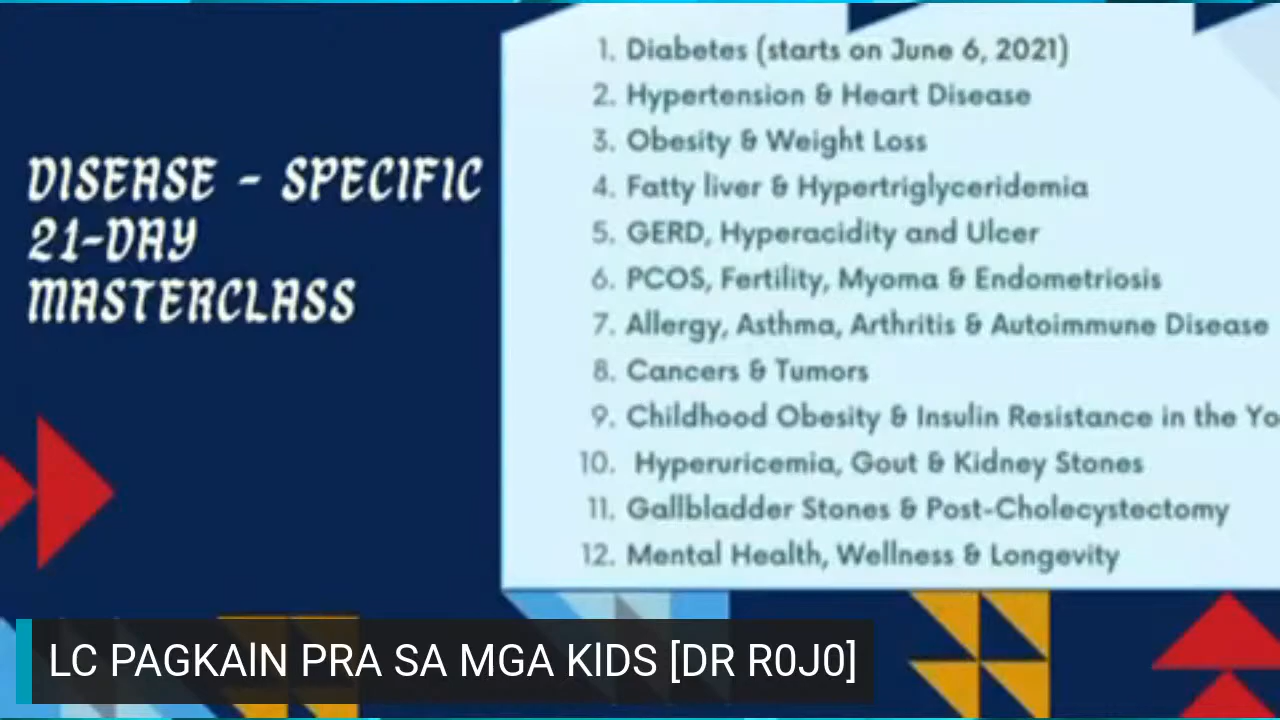 DISEASE - SPECIFIC
21-DAY
MASTERCLASS
1. Diabetes (starts on June 6, 2021)
2. Hypertension & Heart Disease
3. Obesity & Weight Loss
4. Fatty liver & Hypertriglyceridemia
5. GERD, Hyperacidity and Ulcer
6. PCOS, Fertility, Myoma & Endometriosis
7. Allergy, Asthma, Arthritis & Autoimmune Disease
8. Cancers & Tumors
9. Childhood Obesity & Insulin Resistance in the
10. Hyperuricemia, Gout & Kidney Stones
11. Gallbladder Stones & Post-Cholecystectomy
12. Mental Health, Wellness & Longevity
LC PAGKAlN PRA SA MGA KlDS [DR R0J0]